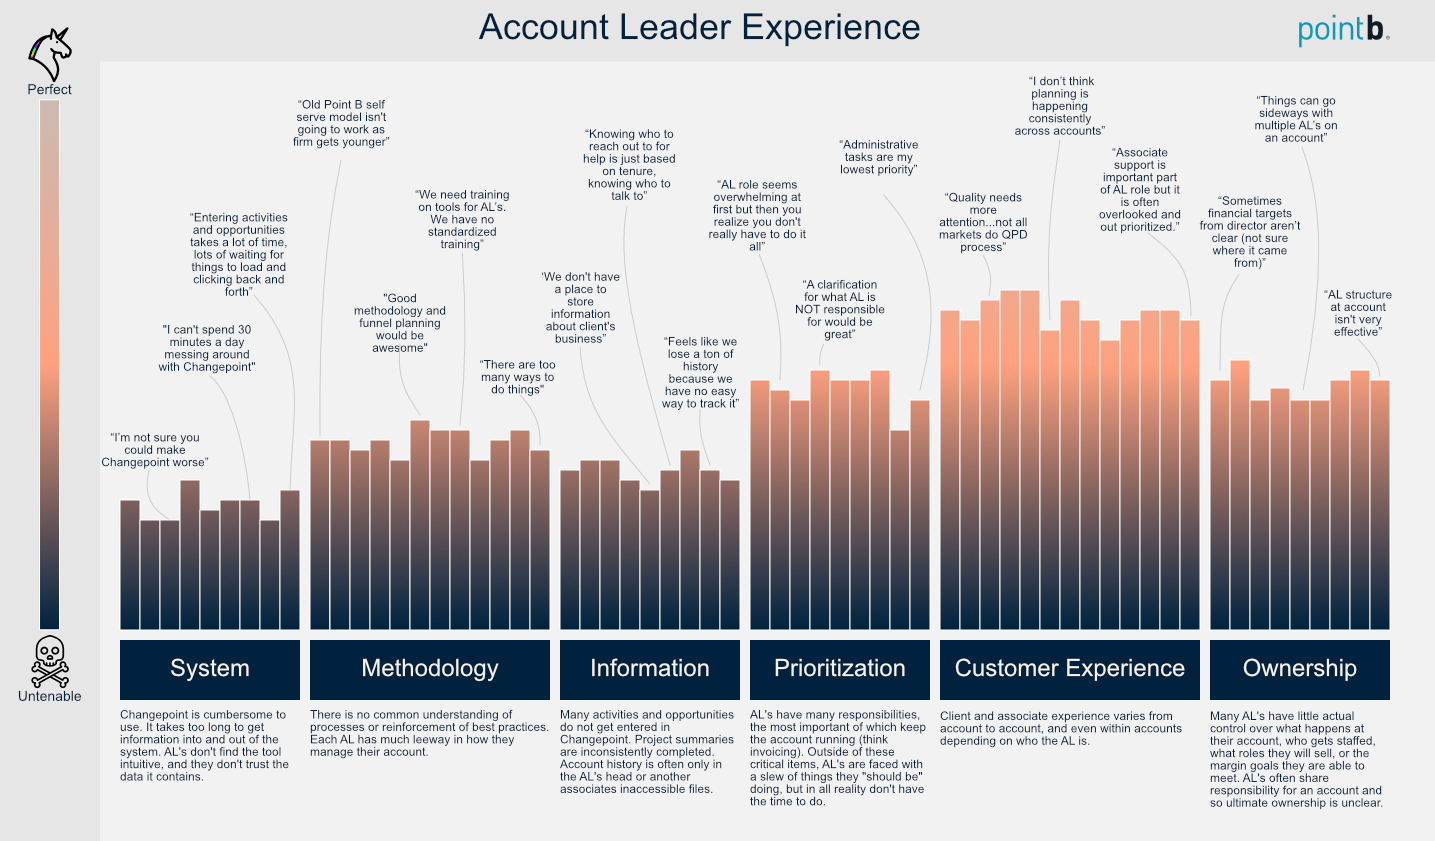 Account Leader Experience
pointb.
Perfect
Untenable
“I’m not sure you
could make
Changepoint worse”
"I can't spend 30
minutes a day
messing around
with Changepoint"
“Entering activities
and opportunities
takes a lot of time,
lots of waiting for
things to load and
clicking back and
forth”
“Old Point B self
serve model isn't
going to work as
firm gets younger”
"Good
methodology and
funnel planning
would be
awesome"
“We need training
on tools for AL’s.
We have no
standardized
training”
“There are too
many ways to
do things"
‘We don't have
a place to
store
information
about client's
business”
“Knowing who to
reach out to for
help is just based
on tenure,
knowing who to
talk to”
“Feels like we
lose a ton of
history
because we
have no easy
way to track it”
“AL role seems
overwhelming at
first but then you
realize you don't
really have to do it
all”
“A clarification
for what AL is
NOT responsible
for would be
great”
“Administrative
tasks are my
lowest priority”
“Quality needs
more
attention...not all
markets do QPD
process”
“I don’t think
planning is
happening
consistently
across accounts”
“Associate
support is
important part
of AL role but it
is often
overlooked and
out prioritized.”
“Sometimes
financial targets
from director aren’t
clear (not sure
where it came
from)”
“Things can go
sideways with
multiple AL’s on
an account”
“AL structure
at account
isn't very
effective”
System
Changepoint is cumbersome to
use. It takes too long to get
information into and out of the
system. AL's don't find the tool
intuitive, and they don't trust the
data it contains.
Methodology
There is no common understanding of
processes or reinforcement of best practices.
Each AL has much leeway in how they
manage their account.
Information
Many activities and opportunities
do not get entered in
Changepoint. Project summaries
are inconsistently completed.
Account history is often only in
the AL's head or another
associates inaccessible files.
Prioritization
AL's have many responsibilities,
the most important of which keep
the account running (think
invoicing). Outside of these
critical items, AL's are faced with
a slew of things they "should be"
doing, but in all reality don't have
the time to do.
Customer Experience
Client and associate experience varies from
account to account, and even within accounts
depending on who the AL is.
Ownership
Many AL's have little actual
control over what happens at
their account, who gets staffed,
what roles they will sell, or the
margin goals they are able to
meet. AL's often share
responsibility for an account and
so ultimate ownership is unclear.